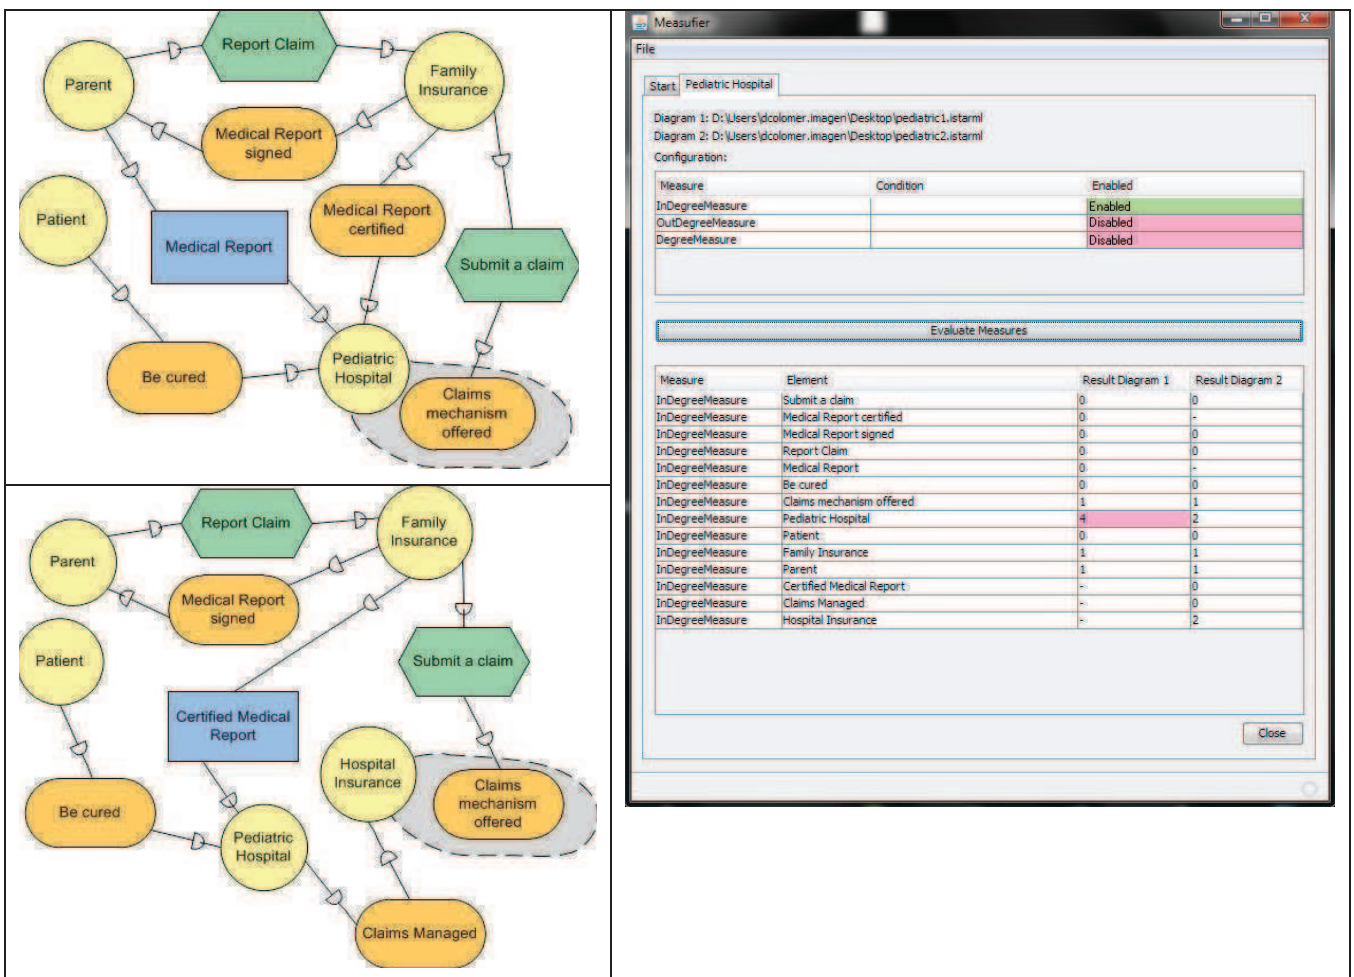 Report Claim
Parent
Family
Insurance
Medical Report
signed
Patient
Medical Report
certified
Medical Report
Submit a claim
Pediatric
Hospital
Be cured
Claims
mechanism
offered
Report Claim
Family
Insurance
Parent
Medical Report
signed
Patient
Submit a claim
Certified Medical
Report
Hospital
Insurance
Claims
mechanism
offered
Be cured
Pediatric
Hospital
Claims Managed
Measufier
File
Start Pediatric Hospital
Diagram 1: D:\Users\dcolomer.imagen\Desktop\pediatric1.istarml
Diagram 2: D:\Users\dcolomer.imagen\Desktop\pediatric2.istarml
Configuration:
Measure Condition Enabled
InDegreeMeasure Enabled
OutDegreeMeasure Disabled
DegreeMeasure Disabled
Evaluate Measures
Measure Element Result Diagram 1 Result Diagram 2
InDegreeMeasure Submit a claim 0 0
InDegreeMeasure Medical Report certified 0 -
InDegreeMeasure Medical Report signed 0 0
InDegreeMeasure Report Claim 0 0
InDegreeMeasure Medical Report 0 -
InDegreeMeasure Be cured 0 0
InDegreeMeasure Claims mechanism offered 1 1
InDegreeMeasure Pediatric Hospital 4 2
InDegreeMeasure Patient 0 0
InDegreeMeasure Family Insurance 1 1
InDegreeMeasure Parent 1 1
InDegreeMeasure Certified Medical Report - 0
InDegreeMeasure Claims Managed - 0
InDegreeMeasure Hospital Insurance - 2
Close